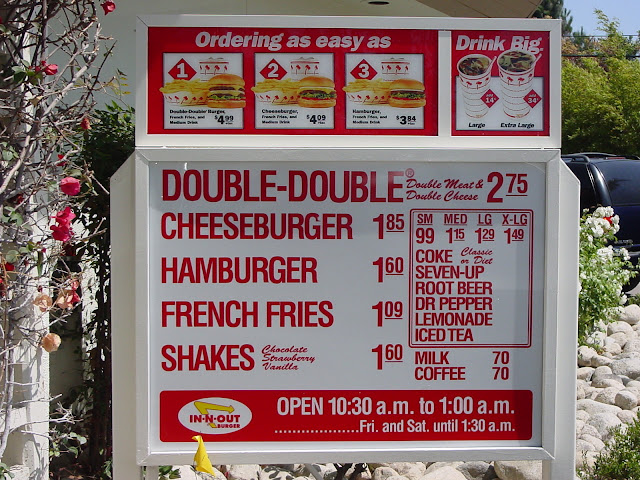 Ordering as easy as
Drink Big.
1
2
3
Double-Double Burger, French Fries, and Medium Drink $4.99
Cheeseburger, French Fries, and Medium Drink $4.09
Hamburger, French Fries, and Medium Drink $3.84
14¢
34¢
Large
Extra Large
DOUBLE-DOUBLE® Double Meat & Double Cheese 2 75
CHEESEBURGER 1 85
HAMBURGER 1 60
FRENCH FRIES 1 09
SHAKES Chocolate Strawberry Vanilla 1 60
SM MED LG X-LG
99 1 15 1 29 1 49
COKE Classic or Diet
SEVEN-UP
ROOT BEER
DR PEPPER
LEMONADE
ICED TEA
MILK 70
COFFEE 70
IN-N-OUT
BURGER
OPEN 10:30 a.m. to 1:00 a.m.
......................Fri. and Sat. until 1:30 a.m.